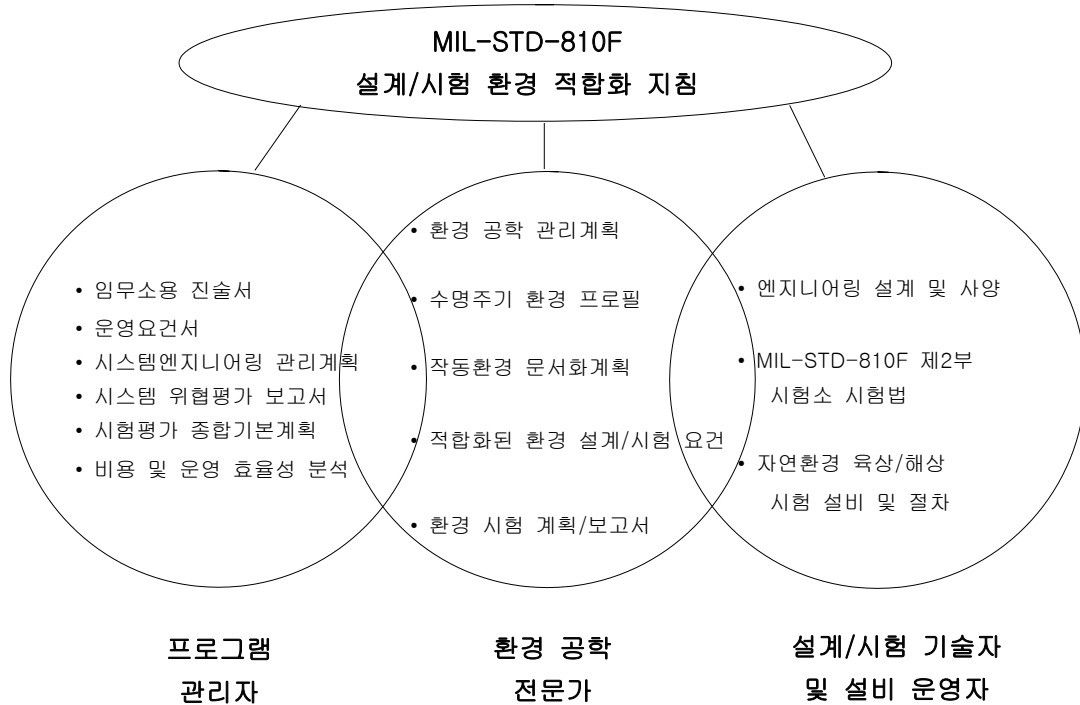 MIL-STD-810F
설계/시험 환경 적합화 지침
• 임무소용 진술서
• 운영요건서
• 시스템엔지니어링 관리계획
• 시스템 위협평가 보고서
• 시험평가 종합기본계획
• 비용 및 운영 효율성 분석
• 환경 공학 관리계획
• 수명주기 환경 프로필
• 작동환경 문서화계획
• 적합화된 환경 설계/시험 요건
• 환경 시험 계획/보고서
• 엔지니어링 설계 및 사양
• MIL-STD-810F 제2부
시험소 시험법
• 자연환경 육상/해상
시험 설비 및 절차
프로그램
관리자
환경 공학
전문가
설계/시험 기술자
및 설비 운영자